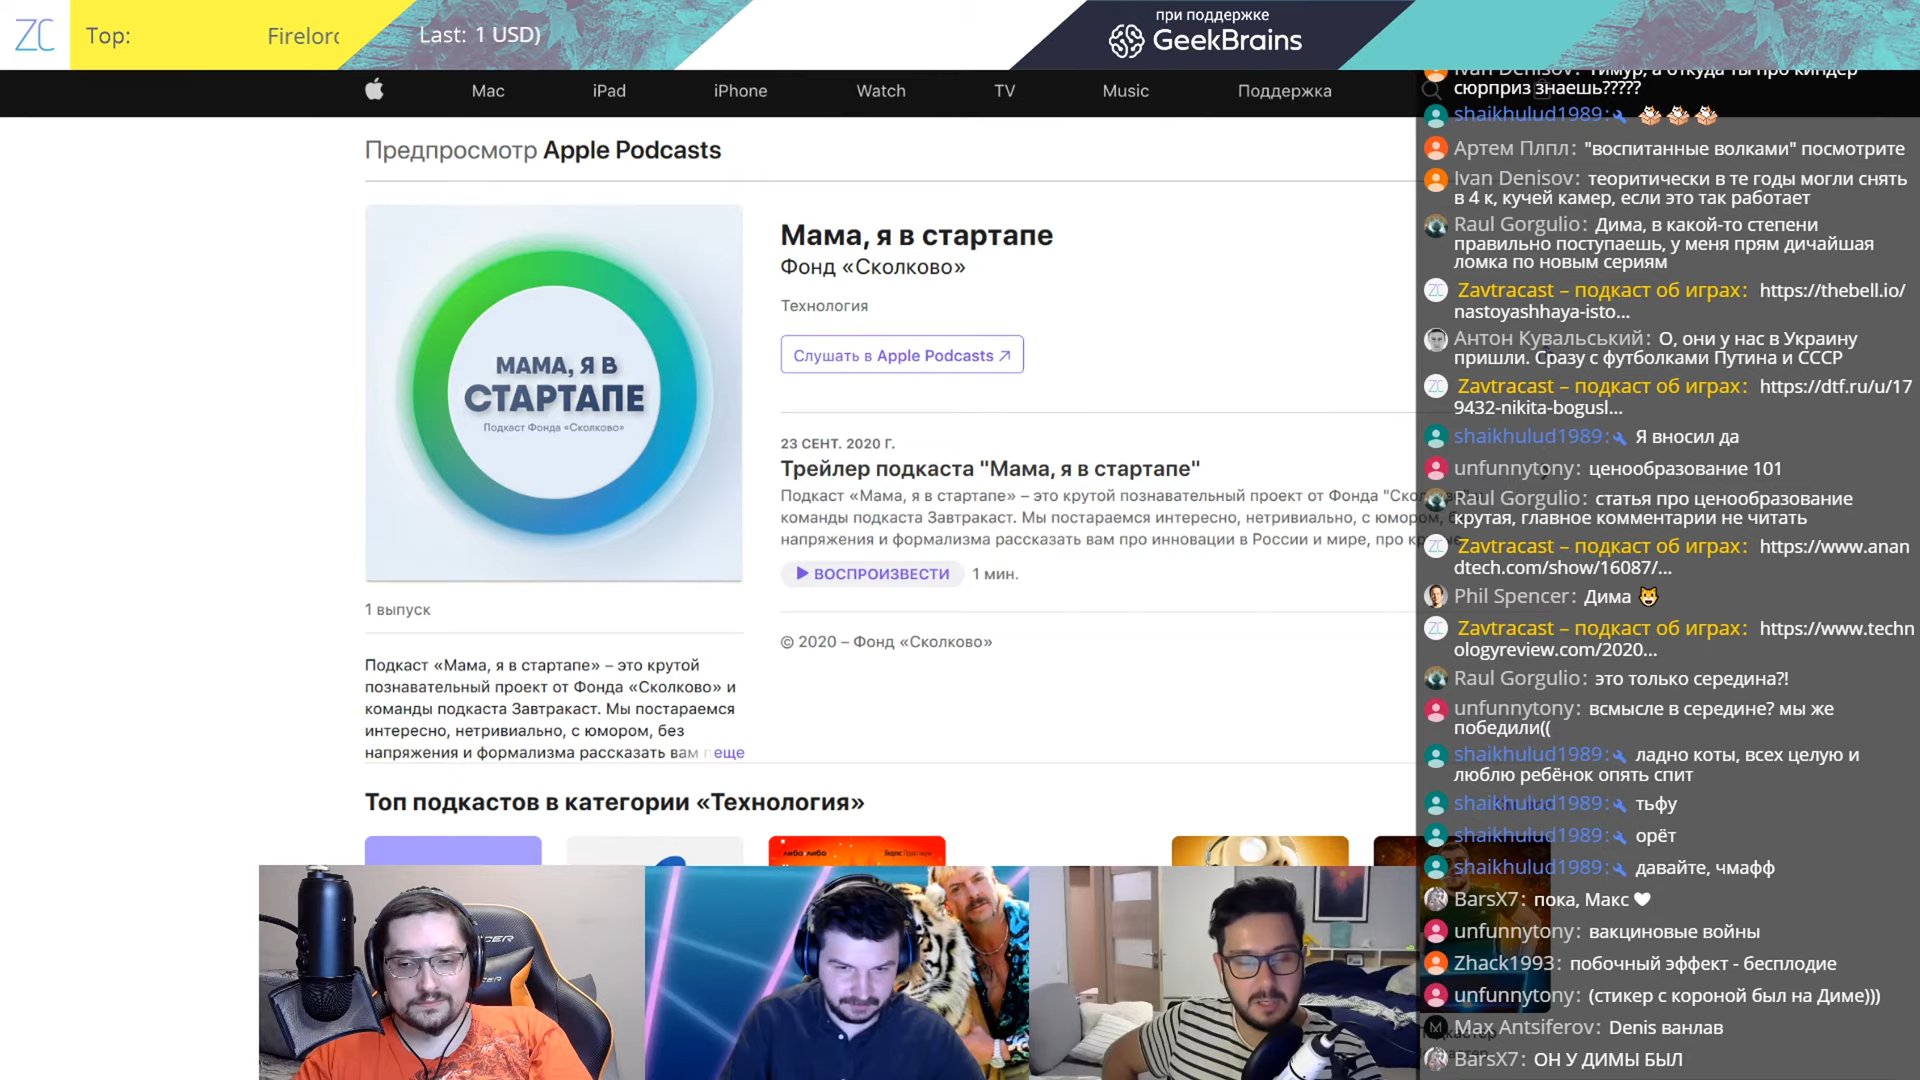 ZC
Top:
Firelord
Last: 1 USD)
при поддержке
GeekBrains
Mac
iPad
iPhone
Watch
TV
Music
Поддержка
Предпросмотр Apple Podcasts
МАМА, Я В
СТАРТАПЕ
Подкаст Фонда «Сколково»
1 выпуск
Подкаст «Мама, я в стартапе» – это крутой
познавательный проект от Фонда «Сколково» и
команды подкаста Завтракаст. Мы постараемся
интересно, нетривиально, с юмором, без
напряжения и формализма рассказать вам еще
Мама, я в стартапе
Фонд «Сколково»
Технология
Слушать в Apple Podcasts ↗
23 СЕНТ. 2020 Г.
Трейлер подкаста "Мама, я в стартапе"
Подкаст «Мама, я в стартапе» – это крутой познавательный проект от Фонда "Ско
команды подкаста Завтракаст. Мы постараемся интересно, нетривиально, с юмором,
напряжения и формализма рассказать вам про инновации в России и мире, про
ВОСПРОИЗВЕСТИ 1 мин.
© 2020 – Фонд «Сколково»
Топ подкастов в категории «Технология»
либо/либо
Яндекс Практикум
Ivan Denisov: Тимур, а откуда ты про киндер
сюрприз знаешь?????
shaikhulud1989:
Артем Плпл: "воспитанные волками" посмотрите
Ivan Denisov: теоритически в те годы могли снять
в 4 к, кучей камер, если это так работает
Raul Gorgulio: Дима, в какой-то степени
правильно поступаешь, у меня прям дичайшая
ломка по новым сериям
Zavtracast – подкаст об играх: https://thebell.io/
nastoyashhaya-isto...
Антон Кувальський: О, они у нас в Украину
пришли. Сразу с футболками Путина и СССР
Zavtracast – подкаст об играх: https://dtf.ru/u/17
9432-nikita-bogusl...
shaikhulud1989: Я вносил да
unfunnytony: ценообразование 101
Raul Gorgulio: статья про ценообразование
крутая, главное комментарии не читать
Zavtracast – подкаст об играх: https://www.anan
dtech.com/show/16087/...
Phil Spencer: Дима 😺
Zavtracast – подкаст об играх: https://www.techn
ologyreview.com/2020...
Raul Gorgulio: это только середина?!
unfunnytony: всмысле в середине? мы же
победили((
shaikhulud1989: ладно коты, всех целую и
люблю ребёнок опять спит
shaikhulud1989: тьфу
shaikhulud1989: орёт
shaikhulud1989: давайте, чмафф
BarsX7: пока, Макс 🤍
unfunnytony: вакциновые войны
Zhack1993: побочный эффект - бесплодие
unfunnytony: (стикер с короной был на Диме)))
Max Antsiferov: Denis ванлав
BarsX7: ОН У ДИМЫ БЫЛ